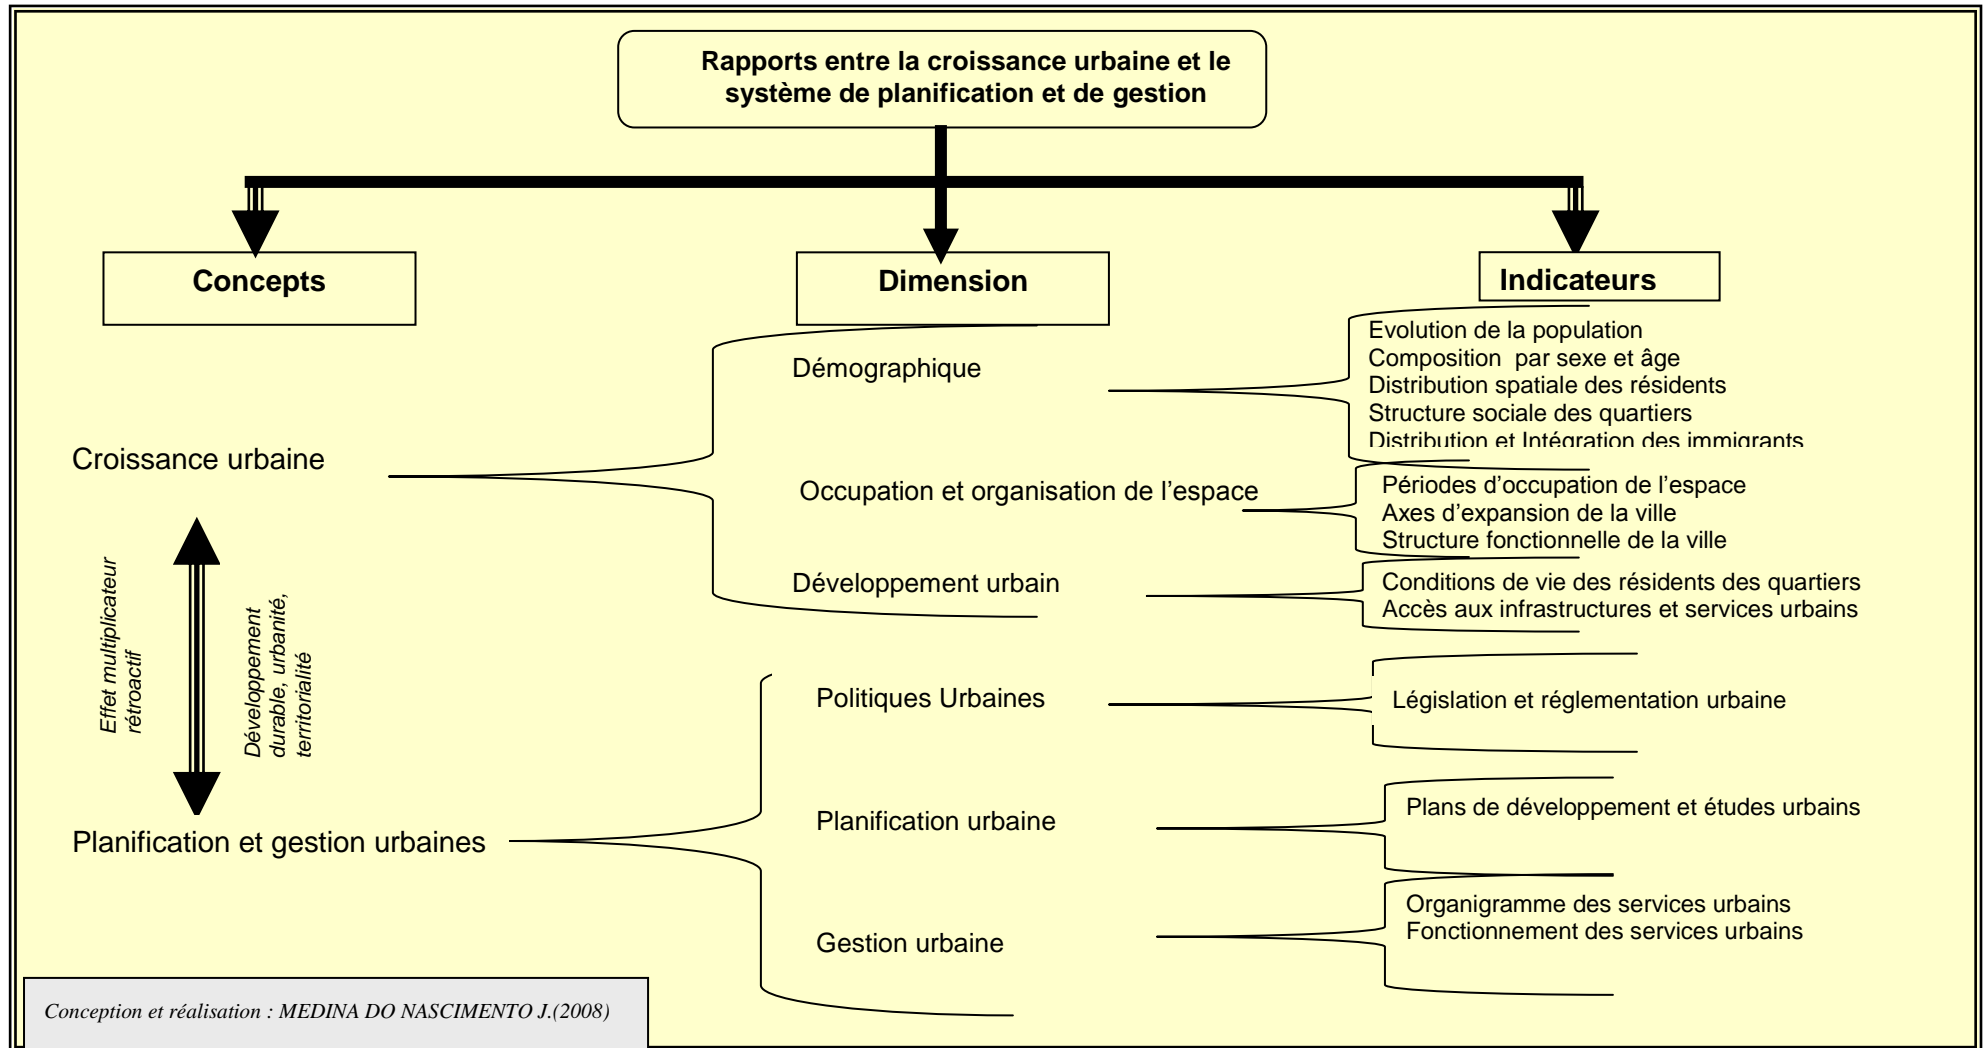 Rapports entre la croissance urbaine et le
système de planification et de gestion
Concepts
Dimension
Indicateurs
Croissance urbaine
Démographique
Evolution de la population
Composition par sexe et âge
Distribution spatiale des résidents
Structure sociale des quartiers
Distribution et Intégration des immigrants
Occupation et organisation de l’espace
Périodes d’occupation de l’espace
Axes d’expansion de la ville
Structure fonctionnelle de la ville
Développement urbain
Conditions de vie des résidents des quartiers
Accès aux infrastructures et services urbains
Effet multiplicateur
rétroactif
Développement
durable, urbanité,
territorialité
Planification et gestion urbaines
Politiques Urbaines
Législation et réglementation urbaine
Planification urbaine
Plans de développement et études urbains
Gestion urbaine
Organigramme des services urbains
Fonctionnement des services urbains
Conception et réalisation : MEDINA DO NASCIMENTO J.(2008)